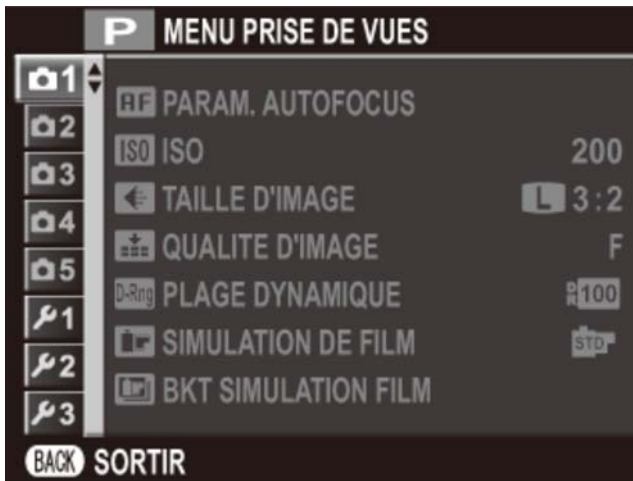 P MENU PRISE DE VUES
1
AF PARAM. AUTOFOCUS
2
ISO ISO 200
3
TAILLE D'IMAGE L 3:2
4
QUALITE D'IMAGE F
5
D-Rng PLAGE DYNAMIQUE DR100
1
SIMULATION DE FILM STD
2
BKT SIMULATION FILM
3
BACK SORTIR